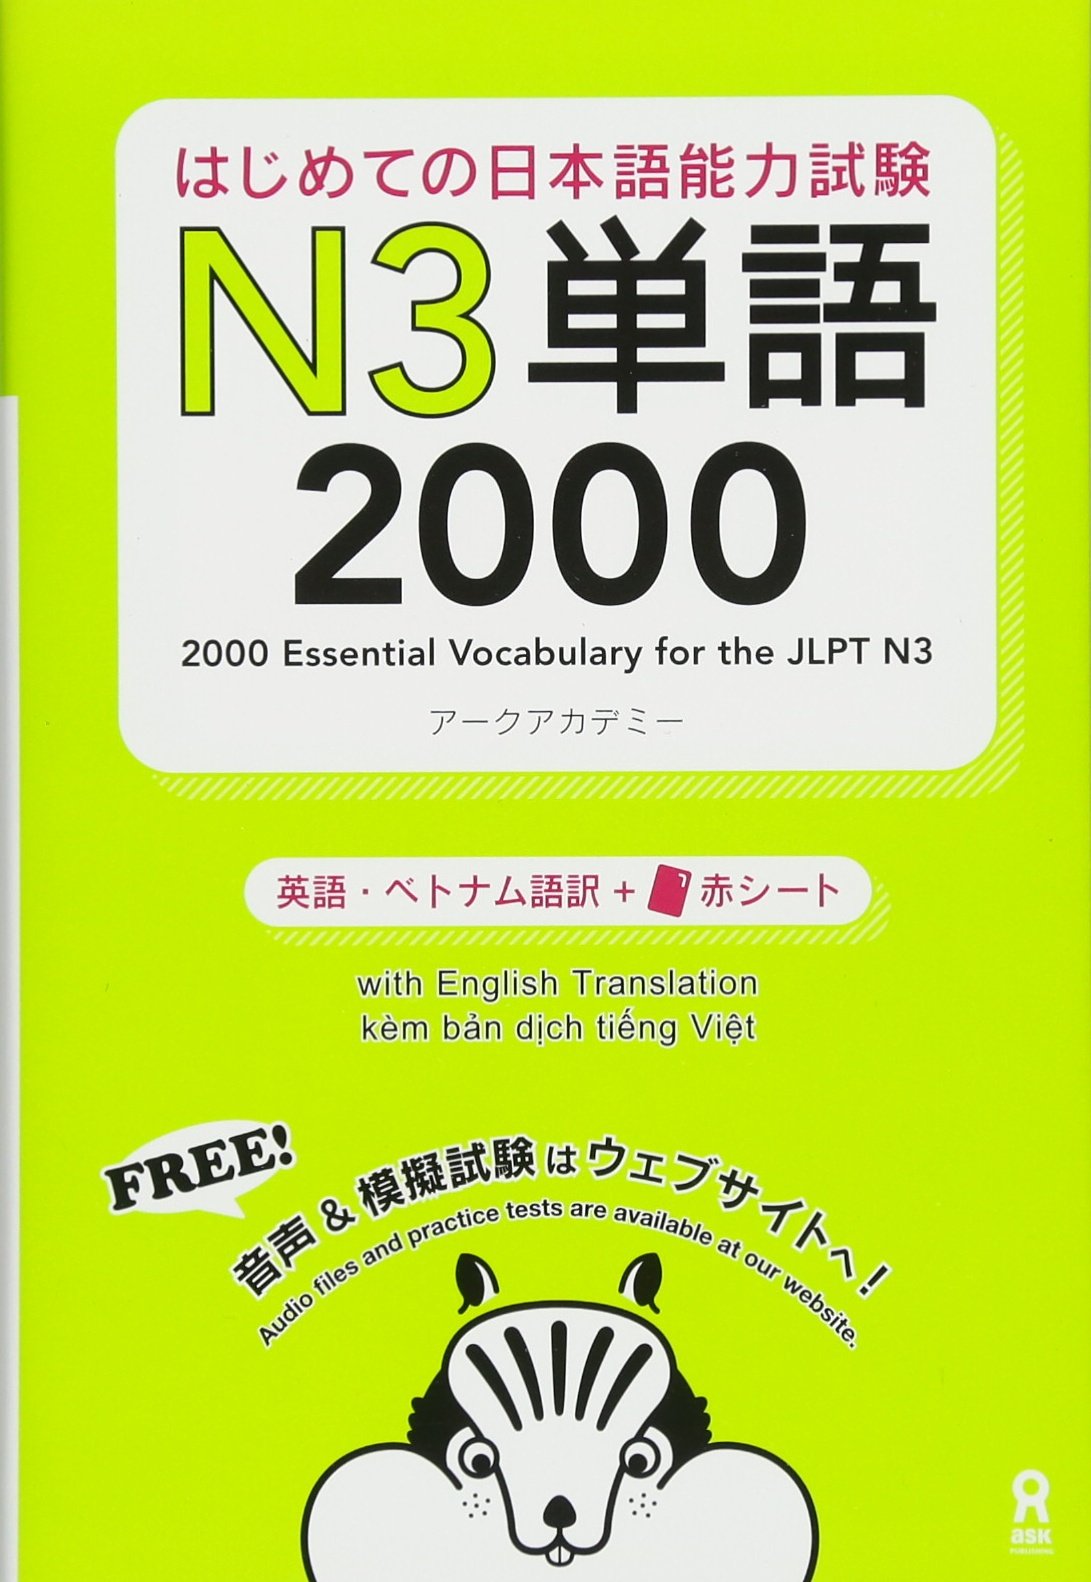 はじめての日本語能力試験
N3単語
2000
2000 Essential Vocabulary for the JLPT N3
アークアカデミー
英語・ベトナム語訳 + 赤シート
with English Translation
kèm bản dịch tiếng Việt
FREE!
音声 & 模擬試験はウェブサイトへ!
Audio files and practice tests are available at our website.
ask
PUBLISHING